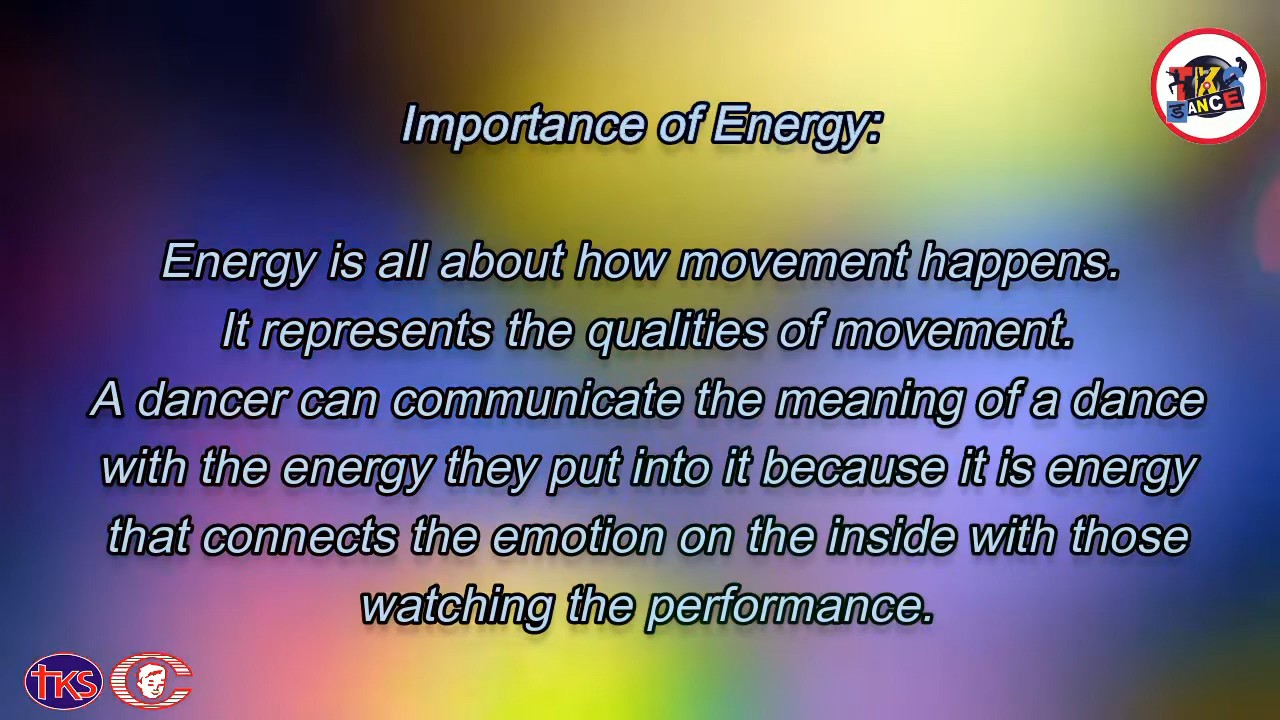 TKS
डANCE
Importance of Energy:
Energy is all about how movement happens.
It represents the qualities of movement.
A dancer can communicate the meaning of a dance
with the energy they put into it because it is energy
that connects the emotion on the inside with those
watching the performance.
TKS